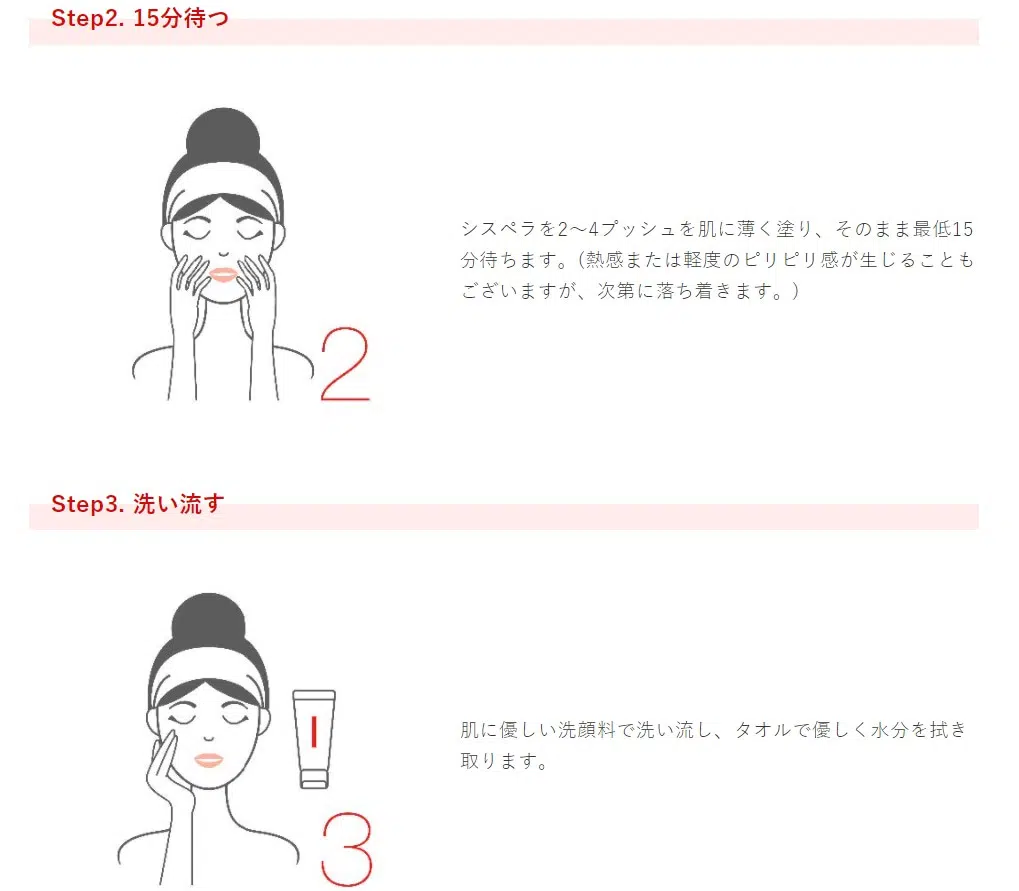 Step2. 15分待つ
シスペラを2～4プッシュを肌に薄く塗り、そのまま最低15
分待ちます。(熱感または軽度のピリピリ感が生じることも
ございますが、次第に落ち着きます。)
2
Step3. 洗い流す
肌に優しい洗顔料で洗い流し、タオルで優しく水分を拭き
取ります。
3